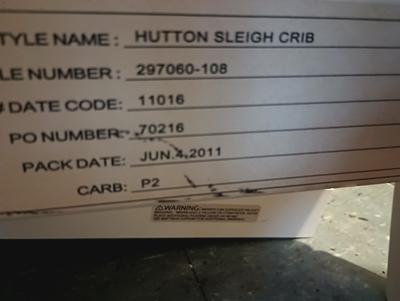 TYLE NAME: HUTTON SLEIGH CRIB
LE NUMBER: 297060-108
# DATE CODE: 11016
PO NUMBER: 70216
PACK DATE: JUN.4,2011
CARB: P2
WARNING: